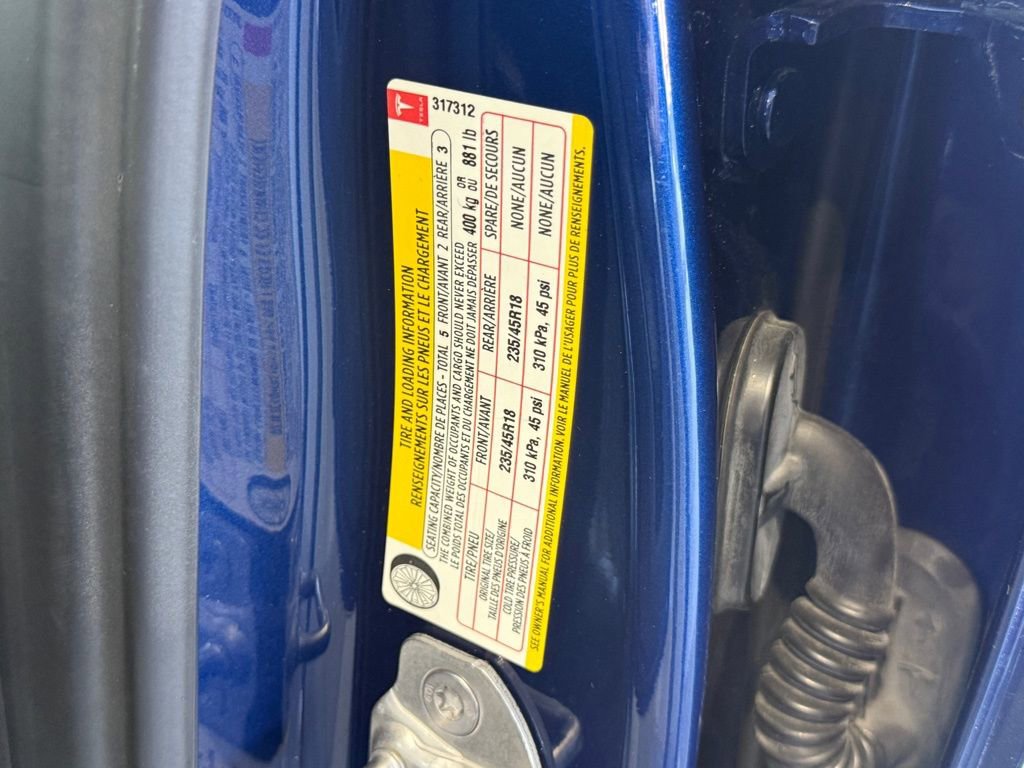 TESLA
317312
TIRE AND LOADING INFORMATION
RENSEIGNEMENTS SUR LES PNEUS ET LE CHARGEMENT
SEATING CAPACITY/NOMBRE DE PLACES - TOTAL 5 FRONT/AVANT 2 REAR/ARRIÈRE 3
THE COMBINED WEIGHT OF OCCUPANTS AND CARGO SHOULD NEVER EXCEED 400 kg OR 881 lb
LE POIDS TOTAL DES OCCUPANTS ET DU CHARGEMENT NE DOIT JAMAIS DÉPASSER OU
TIRE/PNEU FRONT/AVANT REAR/ARRIÈRE SPARE/DE SECOURS
ORIGINAL TIRE SIZE/
TAILLE DES PNEUS D'ORIGINE 235/45R18 235/45R18 NONE/AUCUN
COLD TIRE PRESSURE/
PRESSION DES PNEUS À FROID 310 kPa, 45 psi 310 kPa, 45 psi NONE/AUCUN
SEE OWNER'S MANUAL FOR ADDITIONAL INFORMATION. VOIR LE MANUEL DE L'USAGER POUR PLUS DE RENSEIGNEMENTS.